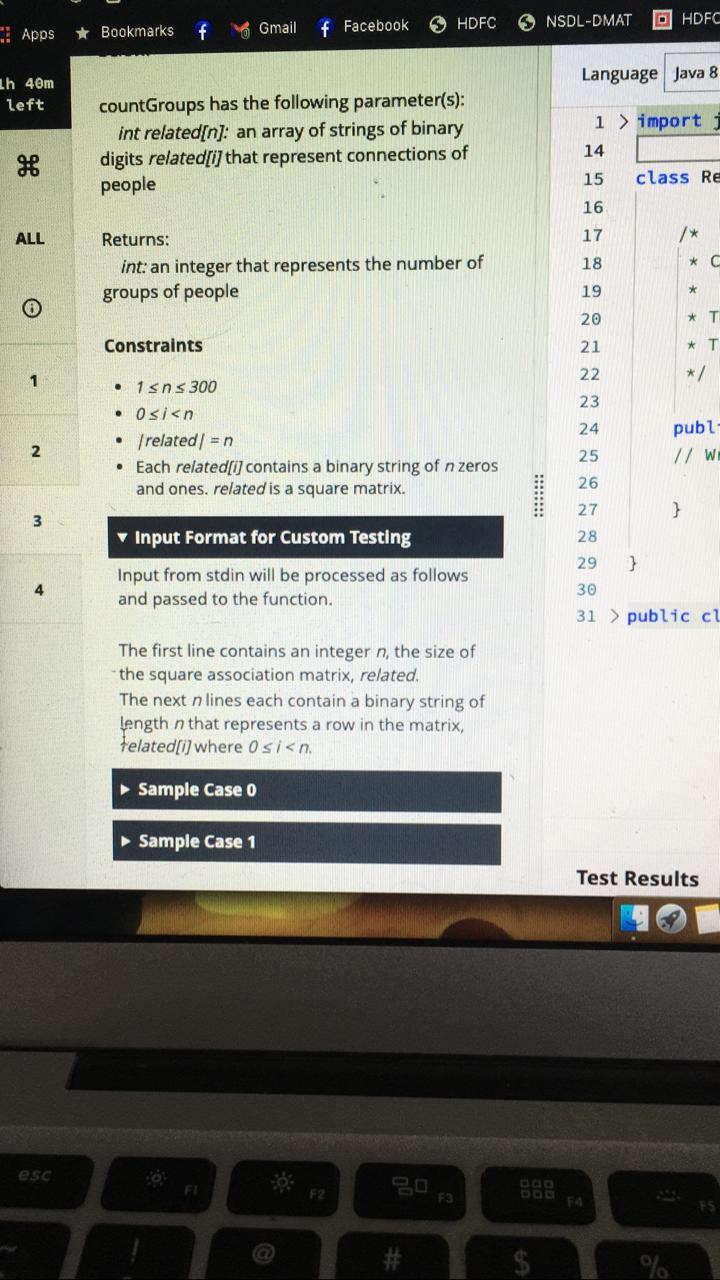 Apps Bookmarks Gmail Facebook HDFC NSDL-DMAT HDFC
1h 40m
left
ALL
1
2
3
4
countGroups has the following parameter(s):
int related[n]: an array of strings of binary
digits related[i] that represent connections of
people
Returns:
int: an integer that represents the number of
groups of people
Constraints
• 1 ≤ n ≤ 300
• 0 ≤ i < n
• |related| = n
• Each related[i] contains a binary string of n zeros
and ones. related is a square matrix.
▼ Input Format for Custom Testing
Input from stdin will be processed as follows
and passed to the function.
The first line contains an integer n, the size of
the square association matrix, related.
The next n lines each contain a binary string of
length n that represents a row in the matrix,
related[i] where 0 ≤ i < n.
▶ Sample Case 0
▶ Sample Case 1
Language Java 8
1 > import j
14
15 class Re
16
17 /*
18 * C
19 *
20 * T
21 * T
22 */
23
24 publ
25 // W
26
27 }
28
29 }
30
31 > public cl
Test Results
esc F1 F2 F3 F4 F5
~ ! @ # $ %